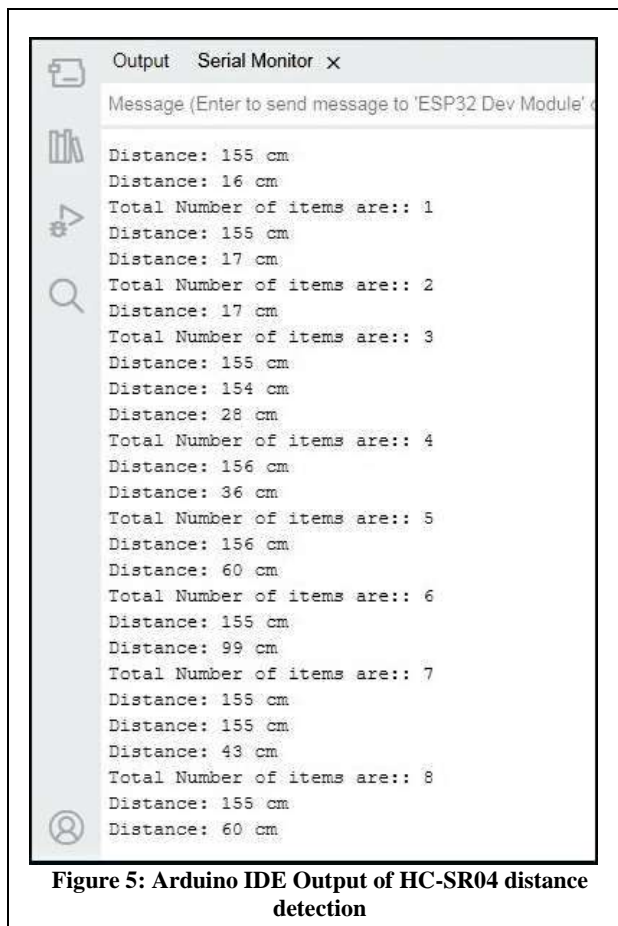 Output Serial Monitor ×
Message (Enter to send message to 'ESP32 Dev Module'
Distance: 155 cm
Distance: 16 cm
Total Number of items are:: 1
Distance: 155 cm
Distance: 17 cm
Total Number of items are:: 2
Distance: 17 cm
Total Number of items are:: 3
Distance: 155 cm
Distance: 154 cm
Distance: 28 cm
Total Number of items are:: 4
Distance: 156 cm
Distance: 36 cm
Total Number of items are:: 5
Distance: 156 cm
Distance: 60 cm
Total Number of items are:: 6
Distance: 155 cm
Distance: 99 cm
Total Number of items are:: 7
Distance: 155 cm
Distance: 155 cm
Distance: 43 cm
Total Number of items are:: 8
Distance: 155 cm
Distance: 60 cm
Figure 5: Arduino IDE Output of HC-SR04 distance
detection